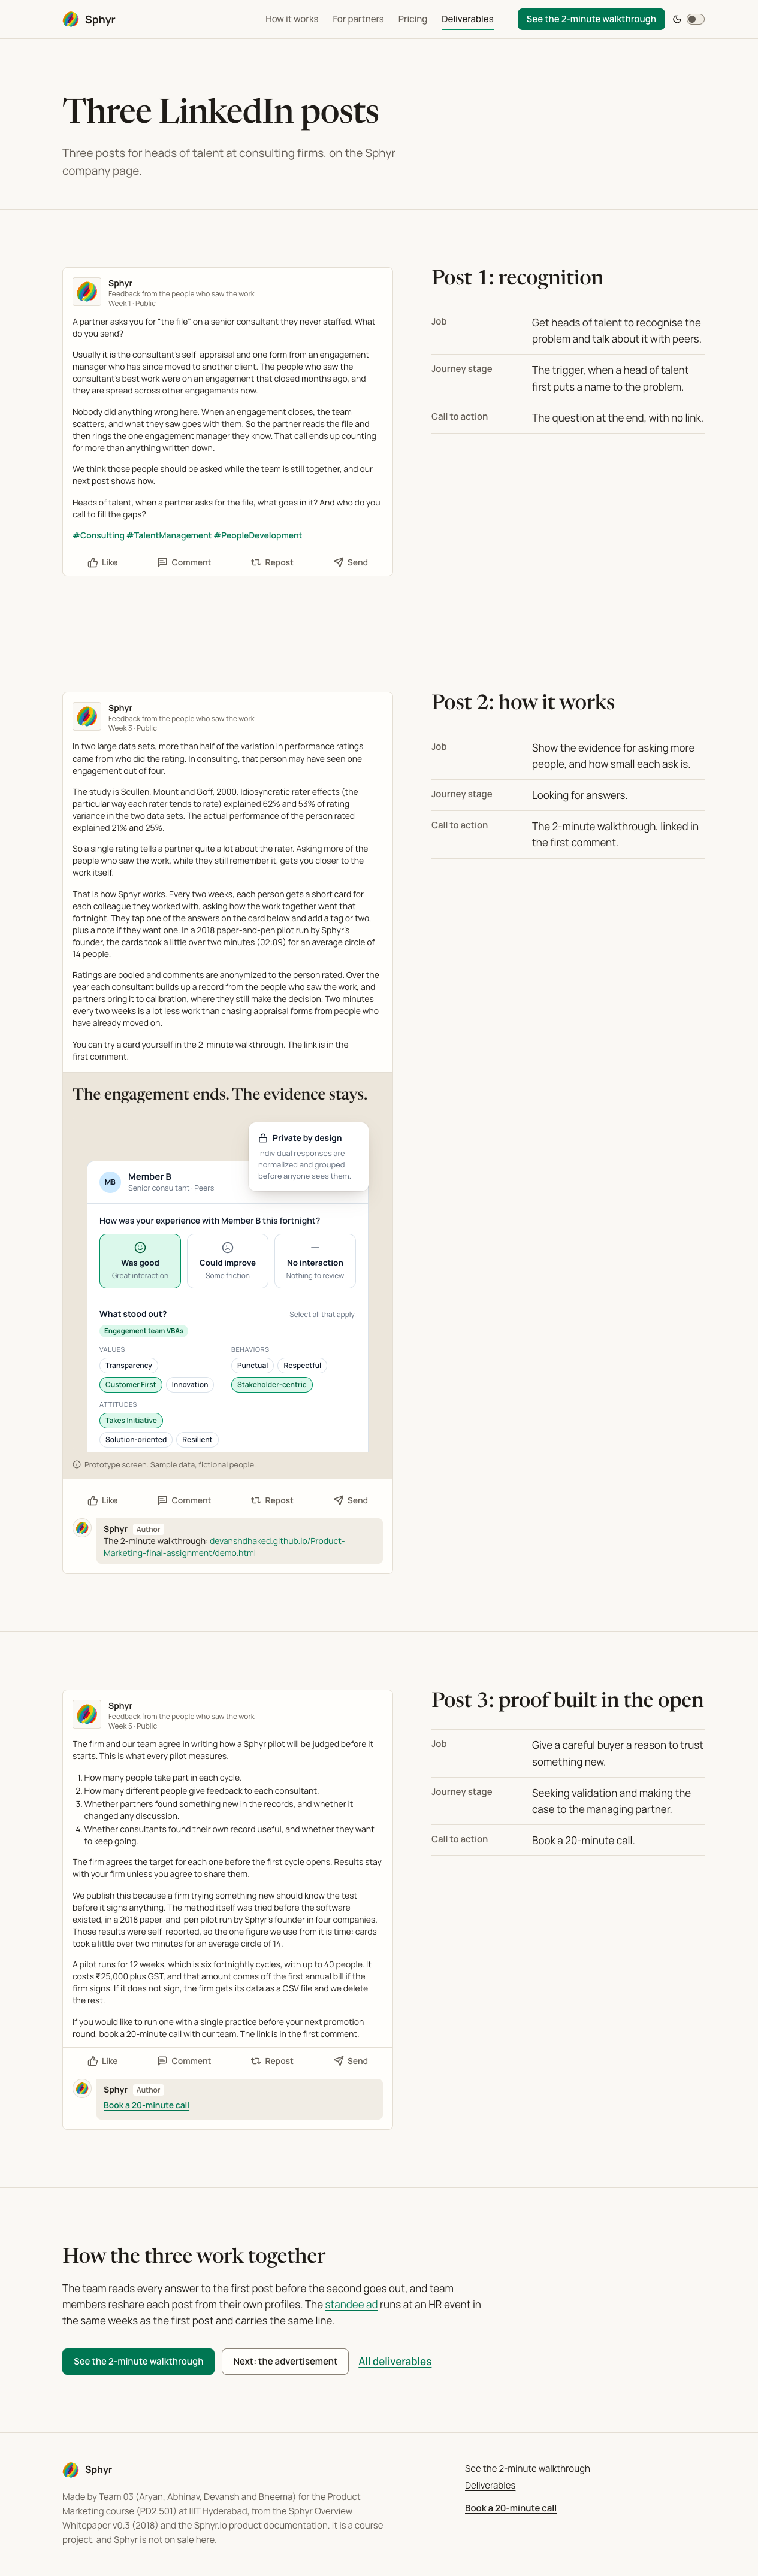 Sphyr
How it works
For partners
Pricing
Deliverables
See the 2-minute walkthrough
Three LinkedIn posts
Three posts for heads of talent at consulting firms, on the Sphyr
company page.
Sphyr
Feedback from the people who saw the work
Week 1 · Public
A partner asks you for "the file" on a senior consultant they never staffed. What
do you send?
Usually it is the consultant's self-appraisal and one form from an engagement
manager who has since moved to another client. The people who saw the
consultant's best work were on an engagement that closed months ago, and
they are spread across other engagements now.
Nobody did anything wrong here. When an engagement closes, the team
scatters, and what they saw goes with them. So the partner reads the file and
then rings the one engagement manager they know. That call ends up counting
for more than anything written down.
We think those people should be asked while the team is still together, and our
next post shows how.
Heads of talent, when a partner asks for the file, what goes in it? And who do you
call to fill the gaps?
#Consulting #TalentManagement #PeopleDevelopment
Like
Comment
Repost
Send
Post 1: recognition
Job
Get heads of talent to recognise the
problem and talk about it with peers.
Journey stage
The trigger, when a head of talent
first puts a name to the problem.
Call to action
The question at the end, with no link.
Sphyr
Feedback from the people who saw the work
Week 3 · Public
In two large data sets, more than half of the variation in performance ratings
came from who did the rating. In consulting, that person may have seen one
engagement out of four.
The study is Scullen, Mount and Goff, 2000. Idiosyncratic rater effects (the
particular way each rater tends to rate) explained 62% and 53% of rating
variance in the two data sets. The actual performance of the person rated
explained 21% and 25%.
So a single rating tells a partner quite a lot about the rater. Asking more of the
people who saw the work, while they still remember it, gets you closer to the
work itself.
That is how Sphyr works. Every two weeks, each person gets a short card for
each colleague they worked with, asking how the work together went that
fortnight. They tap one of the answers on the card below and add a tag or two,
plus a note if they want one. In a 2018 paper-and-pen pilot run by Sphyr's
founder, the cards took a little over two minutes (02:09) for an average circle of
14 people.
Ratings are pooled and comments are anonymized to the person rated. Over the
year each consultant builds up a record from the people who saw the work, and
partners bring it to calibration, where they still make the decision. Two minutes
every two weeks is a lot less work than chasing appraisal forms from people who
have already moved on.
You can try a card yourself in the 2-minute walkthrough. The link is in the
first comment.
The engagement ends. The evidence stays.
Private by design
Individual responses are
normalized and grouped
before anyone sees them.
MB
Member B
Senior consultant · Peers
How was your experience with Member B this fortnight?
Was good
Great interaction
Could improve
Some friction
No interaction
Nothing to review
What stood out?
Select all that apply.
Engagement team VBAs
VALUES
Transparency
Customer First
Innovation
BEHAVIORS
Punctual
Respectful
Stakeholder-centric
ATTITUDES
Takes Initiative
Solution-oriented
Resilient
Prototype screen. Sample data, fictional people.
Like
Comment
Repost
Send
Sphyr
Author
The 2-minute walkthrough: devanshdhaked.github.io/Product-
Marketing-final-assignment/demo.html
Post 2: how it works
Job
Show the evidence for asking more
people, and how small each ask is.
Journey stage
Looking for answers.
Call to action
The 2-minute walkthrough, linked in
the first comment.
Sphyr
Feedback from the people who saw the work
Week 5 · Public
The firm and our team agree in writing how a Sphyr pilot will be judged before it
starts. This is what every pilot measures.
1. How many people take part in each cycle.
2. How many different people give feedback to each consultant.
3. Whether partners found something new in the records, and whether it
changed any discussion.
4. Whether consultants found their own record useful, and whether they want
to keep going.
The firm agrees the target for each one before the first cycle opens. Results stay
with your firm unless you agree to share them.
We publish this because a firm trying something new should know the test
before it signs anything. The method itself was tried before the software
existed, in a 2018 paper-and-pen pilot run by Sphyr's founder in four companies.
Those results were self-reported, so the one figure we use from it is time: cards
took a little over two minutes for an average circle of 14.
A pilot runs for 12 weeks, which is six fortnightly cycles, with up to 40 people. It
costs ₹25,000 plus GST, and that amount comes off the first annual bill if the
firm signs. If it does not sign, the firm gets its data as a CSV file and we delete
the rest.
If you would like to run one with a single practice before your next promotion
round, book a 20-minute call with our team. The link is in the first comment.
Like
Comment
Repost
Send
Sphyr
Author
Book a 20-minute call
Post 3: proof built in the open
Job
Give a careful buyer a reason to trust
something new.
Journey stage
Seeking validation and making the
case to the managing partner.
Call to action
Book a 20-minute call.
How the three work together
The team reads every answer to the first post before the second goes out, and team
members reshare each post from their own profiles. The standee ad runs at an HR event in
the same weeks as the first post and carries the same line.
See the 2-minute walkthrough
Next: the advertisement
All deliverables
Sphyr
Made by Team 03 (Aryan, Abhinav, Devansh and Bheema) for the Product
Marketing course (PD2.501) at IIIT Hyderabad, from the Sphyr Overview
Whitepaper v0.3 (2018) and the Sphyr.io product documentation. It is a course
project, and Sphyr is not on sale here.
See the 2-minute walkthrough
Deliverables
Book a 20-minute call